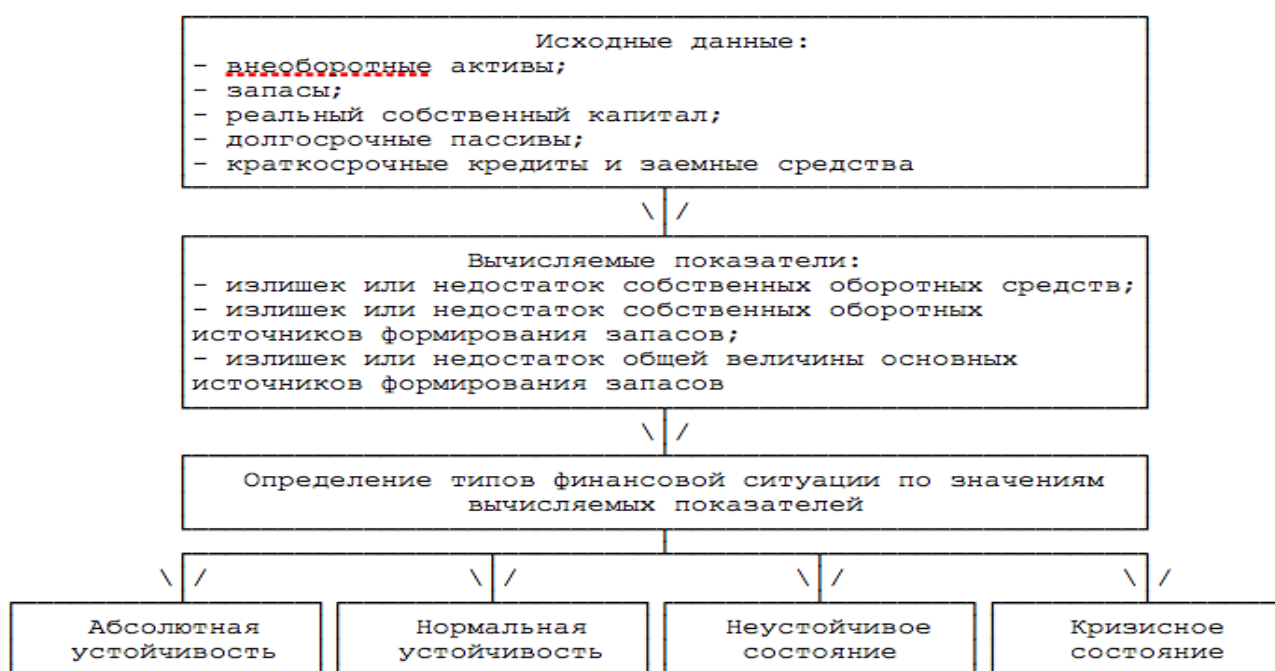 Исходные данные:
- внеоборотные активы;
- запасы;
- реальный собственный капитал;
- долгосрочные пассивы;
- краткосрочные кредиты и заемные средства
Вычисляемые показатели:
- излишек или недостаток собственных оборотных средств;
- излишек или недостаток собственных оборотных
источников формирования запасов;
- излишек или недостаток общей величины основных
источников формирования запасов
Определение типов финансовой ситуации по значениям
вычисляемых показателей
Абсолютная
устойчивость
Нормальная
устойчивость
Неустойчивое
состояние
Кризисное
состояние